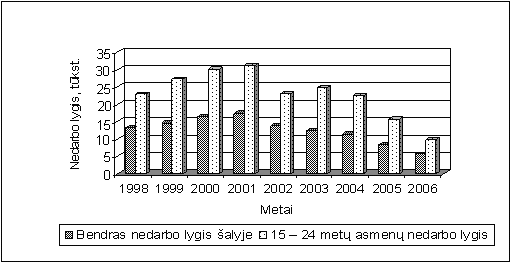 Nedarbo lygis, tūkst.
35
30
25
20
15
10
5
0
1998 1999 2000 2001 2002 2003 2004 2005 2006
Metai
Bendras nedarbo lygis šalyje 15 – 24 metų asmenų nedarbo lygis